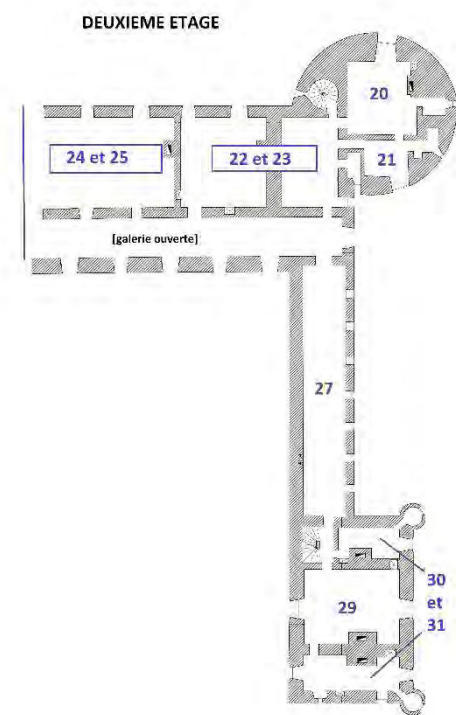 DEUXIEME ETAGE
20
24 et 25
22 et 23
21
[galerie ouverte]
27
30
et
31
29